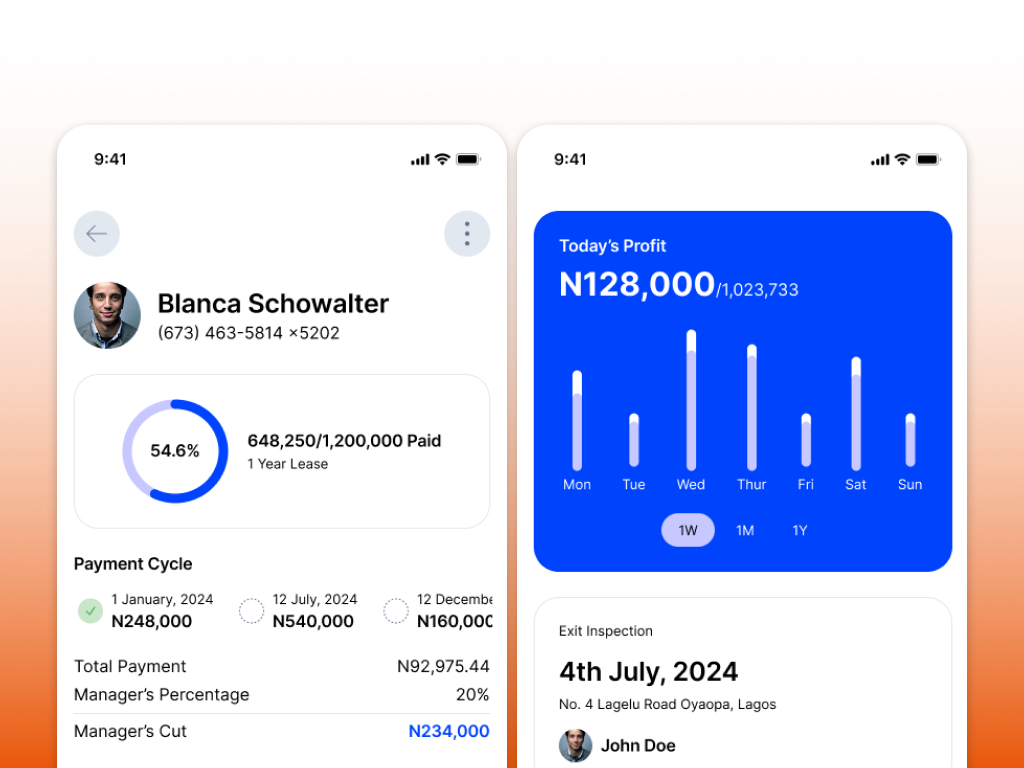 9:41
Blanca Schowalter
(673) 463-5814 ×5202
54.6%
648,250/1,200,000 Paid
1 Year Lease
Payment Cycle
1 January, 2024
N248,000
12 July, 2024
N540,000
12 Decembe
N160,000
Total Payment N92,975.44
Manager’s Percentage 20%
Manager’s Cut N234,000
9:41
Today’s Profit
N128,000/1,023,733
Mon Tue Wed Thur Fri Sat Sun
1W 1M 1Y
Exit Inspection
4th July, 2024
No. 4 Lagelu Road Oyaopa, Lagos
John Doe